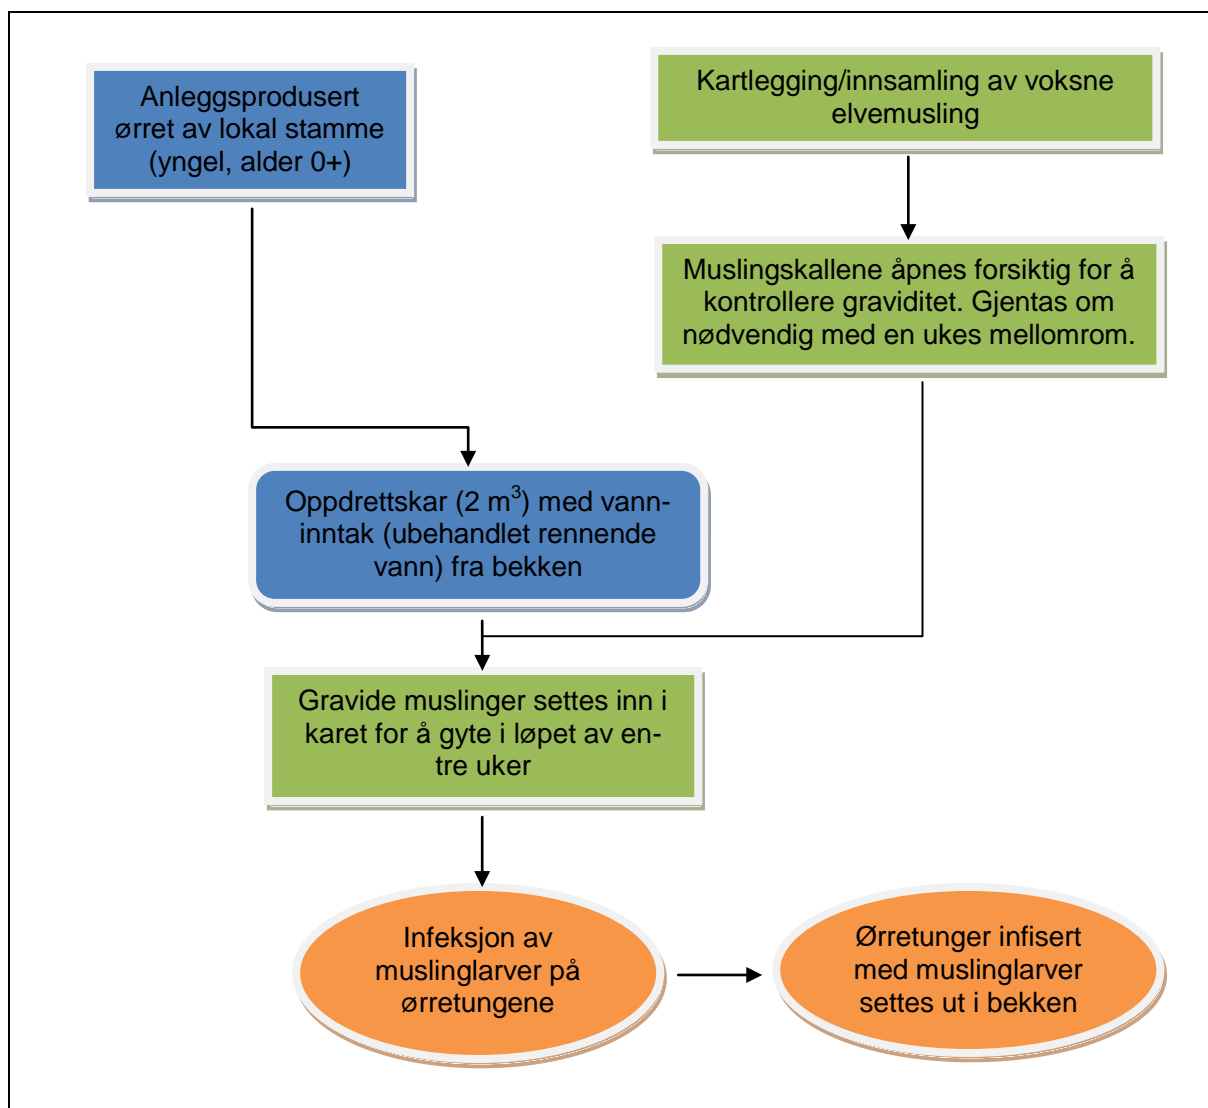 Anleggsprodusert
ørret av lokal stamme
(yngel, alder 0+)
Kartlegging/innsamling av voksne
elvemusling
Muslingskallene åpnes forsiktig for å
kontrollere graviditet. Gjentas om
nødvendig med en ukes mellomrom.
Oppdrettskar (2 m³) med vann-
inntak (ubehandlet rennende
vann) fra bekken
Gravide muslinger settes inn i
karet for å gyte i løpet av en-
tre uker
Infeksjon av
muslinglarver på
ørretungene
Ørretunger infisert
med muslinglarver
settes ut i bekken